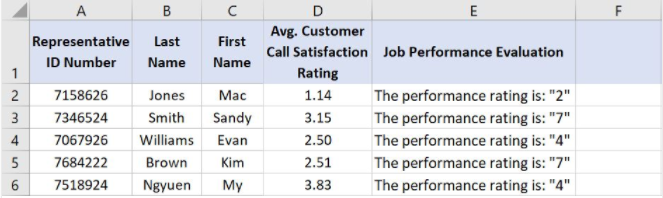 A B C D E F
1 Representative ID Number Last Name First Name Avg. Customer Call Satisfaction Rating Job Performance Evaluation
2 7158626 Jones Mac 1.14 The performance rating is: "2"
3 7346524 Smith Sandy 3.15 The performance rating is: "7"
4 7067926 Williams Evan 2.50 The performance rating is: "4"
5 7684222 Brown Kim 2.51 The performance rating is: "7"
6 7518924 Ngyuen My 3.83 The performance rating is: "4"